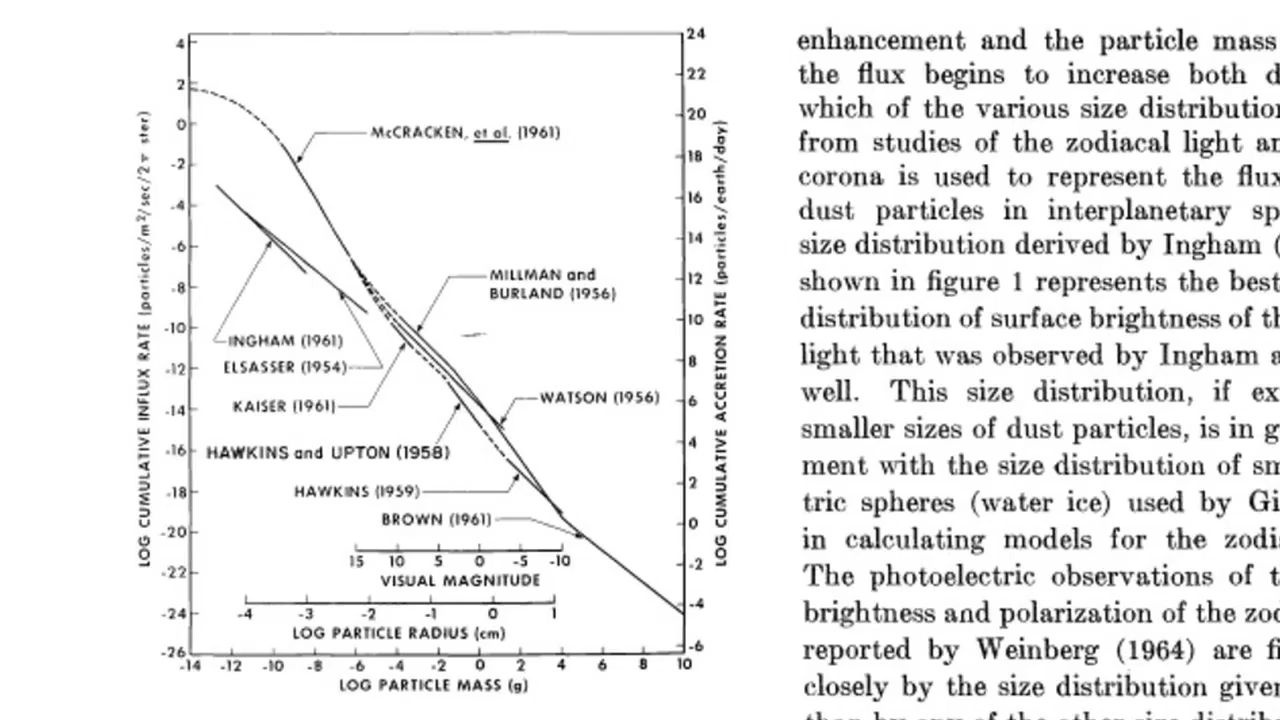 4
2
0
-2
-4
-6
-8
-10
-12
-14
-16
-18
-20
-22
-24
-26
LOG CUMULATIVE INFLUX RATE (particles/m²/sec/2π ster)
24
22
20
18
16
14
12
10
8
6
4
2
0
-2
-4
-6
LOG CUMULATIVE ACCRETION RATE (particles/earth/day)
McCRACKEN, et al. (1961)
MILLMAN and
BURLAND (1956)
INGHAM (1961)
ELSASSER (1954)
KAISER (1961)
WATSON (1956)
HAWKINS and UPTON (1958)
HAWKINS (1959)
BROWN (1961)
15 10 5 0 -5 -10
VISUAL MAGNITUDE
-4 -3 -2 -1 0 1
LOG PARTICLE RADIUS (cm)
-14 -12 -10 -8 -6 -4 -2 0 2 4 6 8 10
LOG PARTICLE MASS (g)
enhancement and the particle mass
the flux begins to increase both d
which of the various size distribution
from studies of the zodiacal light an
corona is used to represent the flux
dust particles in interplanetary sp
size distribution derived by Ingham (
shown in figure 1 represents the best
distribution of surface brightness of th
light that was observed by Ingham a
well. This size distribution, if ex
smaller sizes of dust particles, is in g
ment with the size distribution of sm
tric spheres (water ice) used by Gi
in calculating models for the zodi
The photoelectric observations of t
brightness and polarization of the zod
reported by Weinberg (1964) are fi
closely by the size distribution given
than by any of the other size distrib